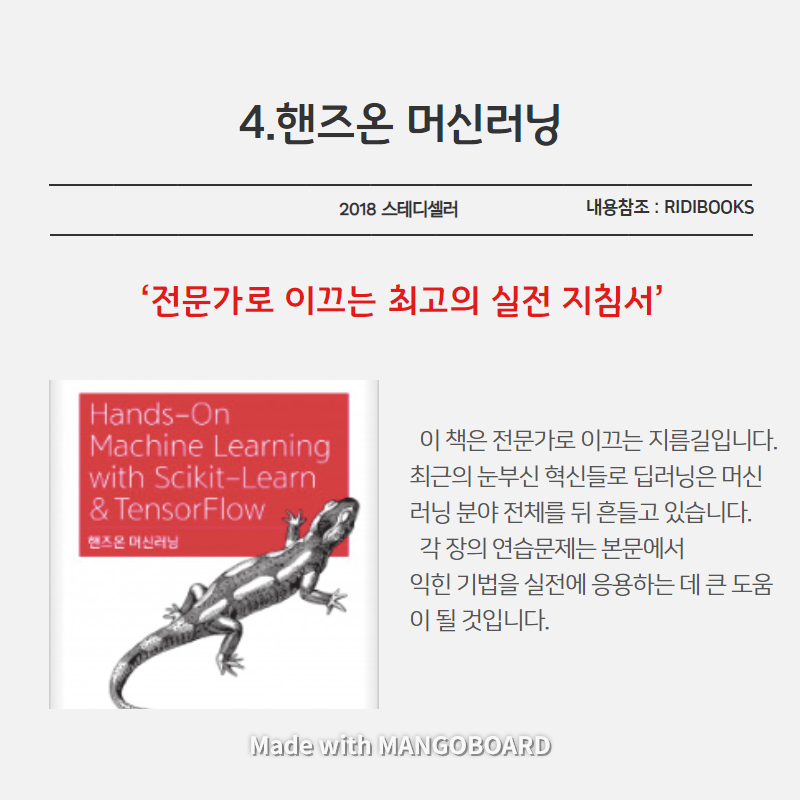 4.핸즈온 머신러닝
2018 스테디셀러
내용참조 : RIDIBOOKS
‘전문가로 이끄는 최고의 실전 지침서’
Hands-On
Machine Learning
with Scikit-Learn
& TensorFlow
핸즈온 머신러닝
이 책은 전문가로 이끄는 지름길입니다.
최근의 눈부신 혁신들로 딥러닝은 머신
러닝 분야 전체를 뒤 흔들고 있습니다.
각 장의 연습문제는 본문에서
익힌 기법을 실전에 응용하는 데 큰 도움
이 될 것입니다.
Made with MANGOBOARD